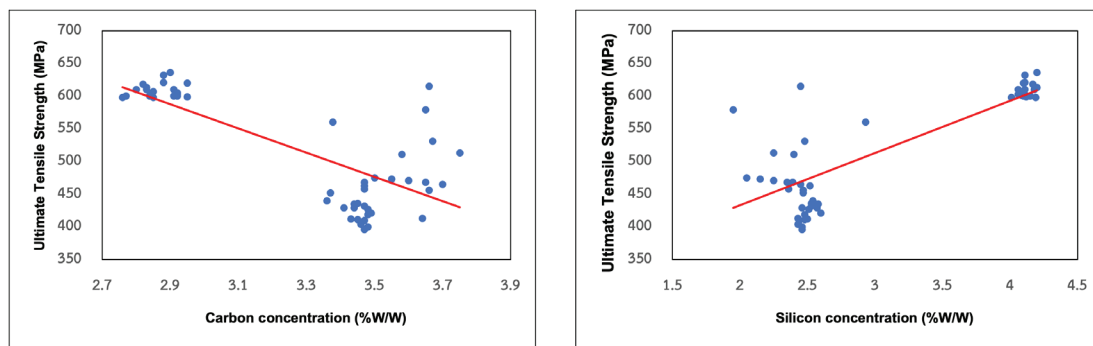 700
650
600
550
500
450
400
350
Ultimate Tensile Strength (MPa)
2.7 2.9 3.1 3.3 3.5 3.7 3.9
Carbon concentration (%W/W)
700
650
600
550
500
450
400
350
Ultimate Tensile Strength (MPa)
1.5 2 2.5 3 3.5 4 4.5
Silicon concentration (%W/W)